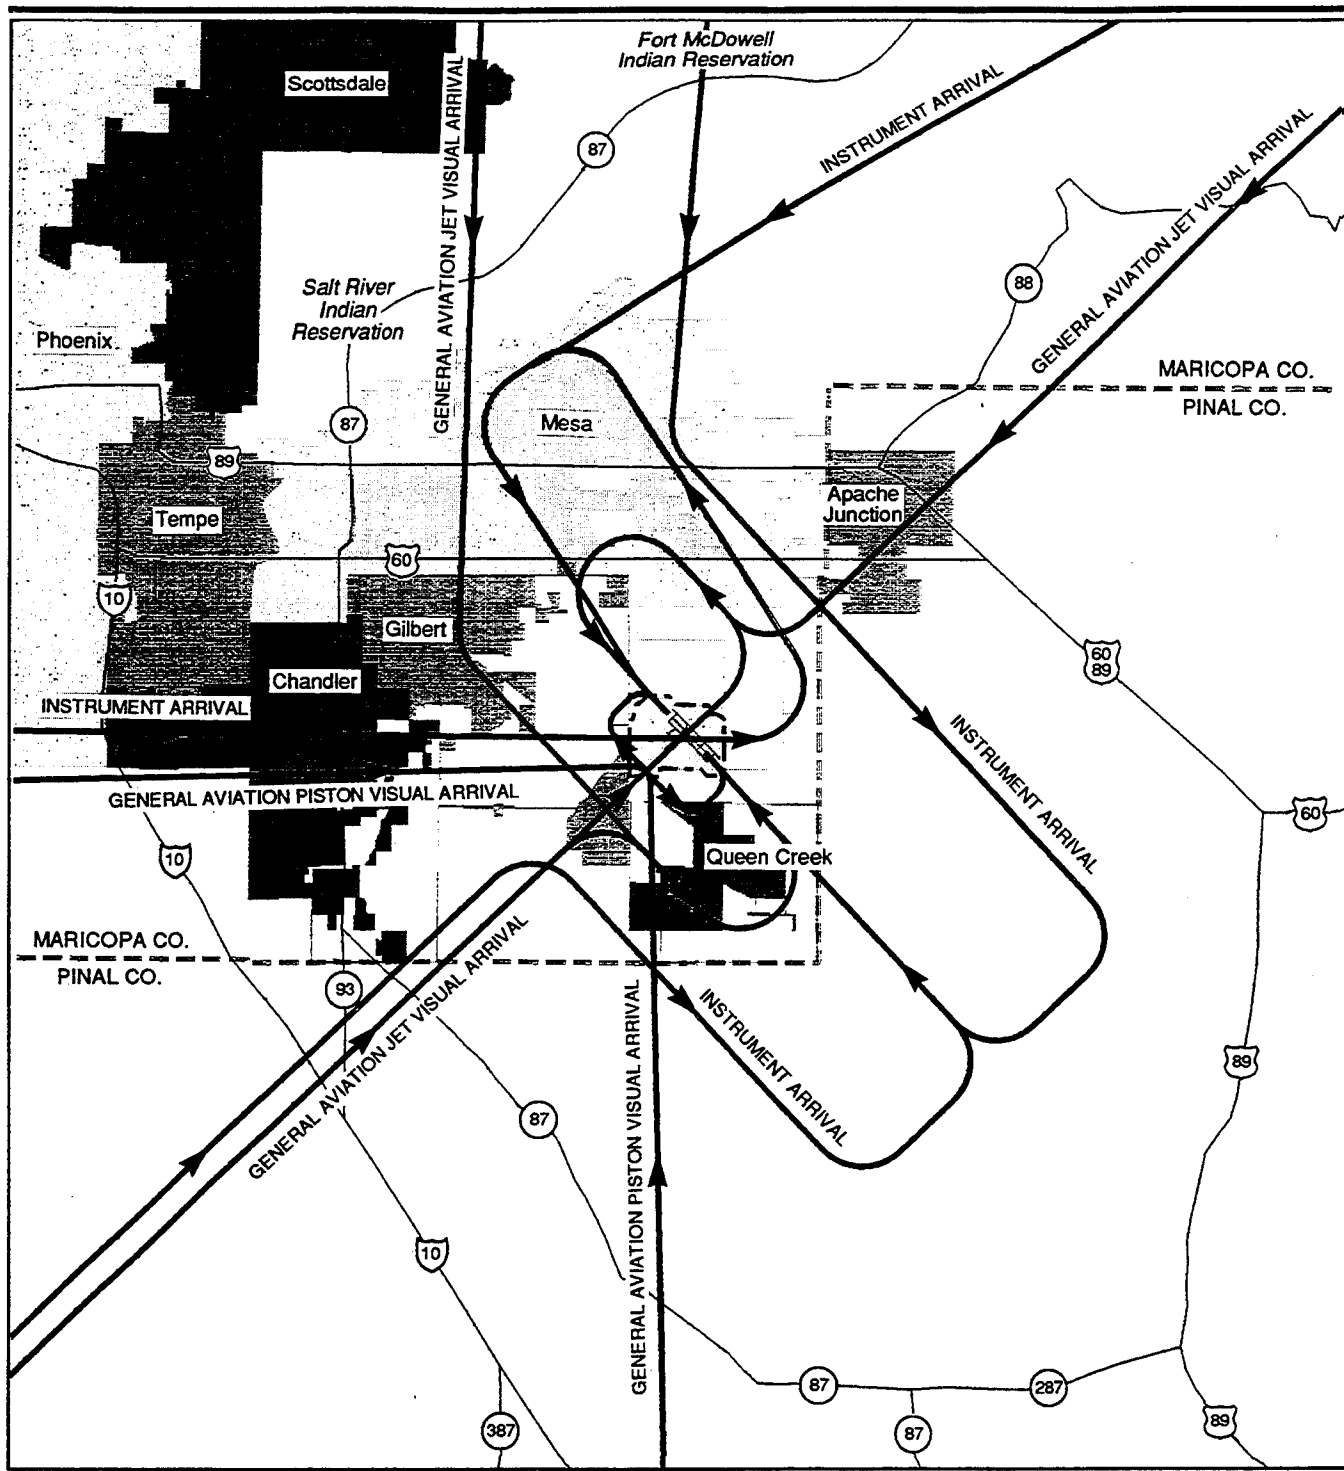 Fort McDowell
Indian Reservation
Scottsdale
GENERAL AVIATION JET VISUAL ARRIVAL
INSTRUMENT ARRIVAL
GENERAL AVIATION JET VISUAL ARRIVAL
87
Salt River
Indian
Reservation
88
Phoenix
MARICOPA CO.
PINAL CO.
87
Mesa
89
Apache
Junction
Tempe
60
10
Gilbert
60
89
Chandler
INSTRUMENT ARRIVAL
INSTRUMENT ARRIVAL
GENERAL AVIATION PISTON VISUAL ARRIVAL
60
10
Queen Creek
MARICOPA CO.
PINAL CO.
93
GENERAL AVIATION JET VISUAL ARRIVAL
INSTRUMENT ARRIVAL
GENERAL AVIATION PISTON VISUAL ARRIVAL
89
87
10
87
287
387
87
89